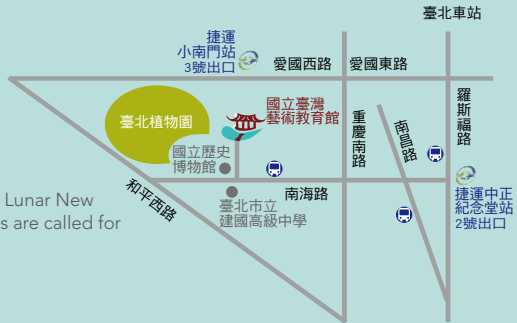 臺北車站
捷運
小南門站
3號出口
愛國西路
愛國東路
國立臺灣
藝術教育館
臺北植物園
重慶南路
南昌路
羅斯福路
國立歷史
博物館
Lunar New
s are called for
和平西路
南海路
臺北市立
建國高級中學
捷運中正
紀念堂站
2號出口